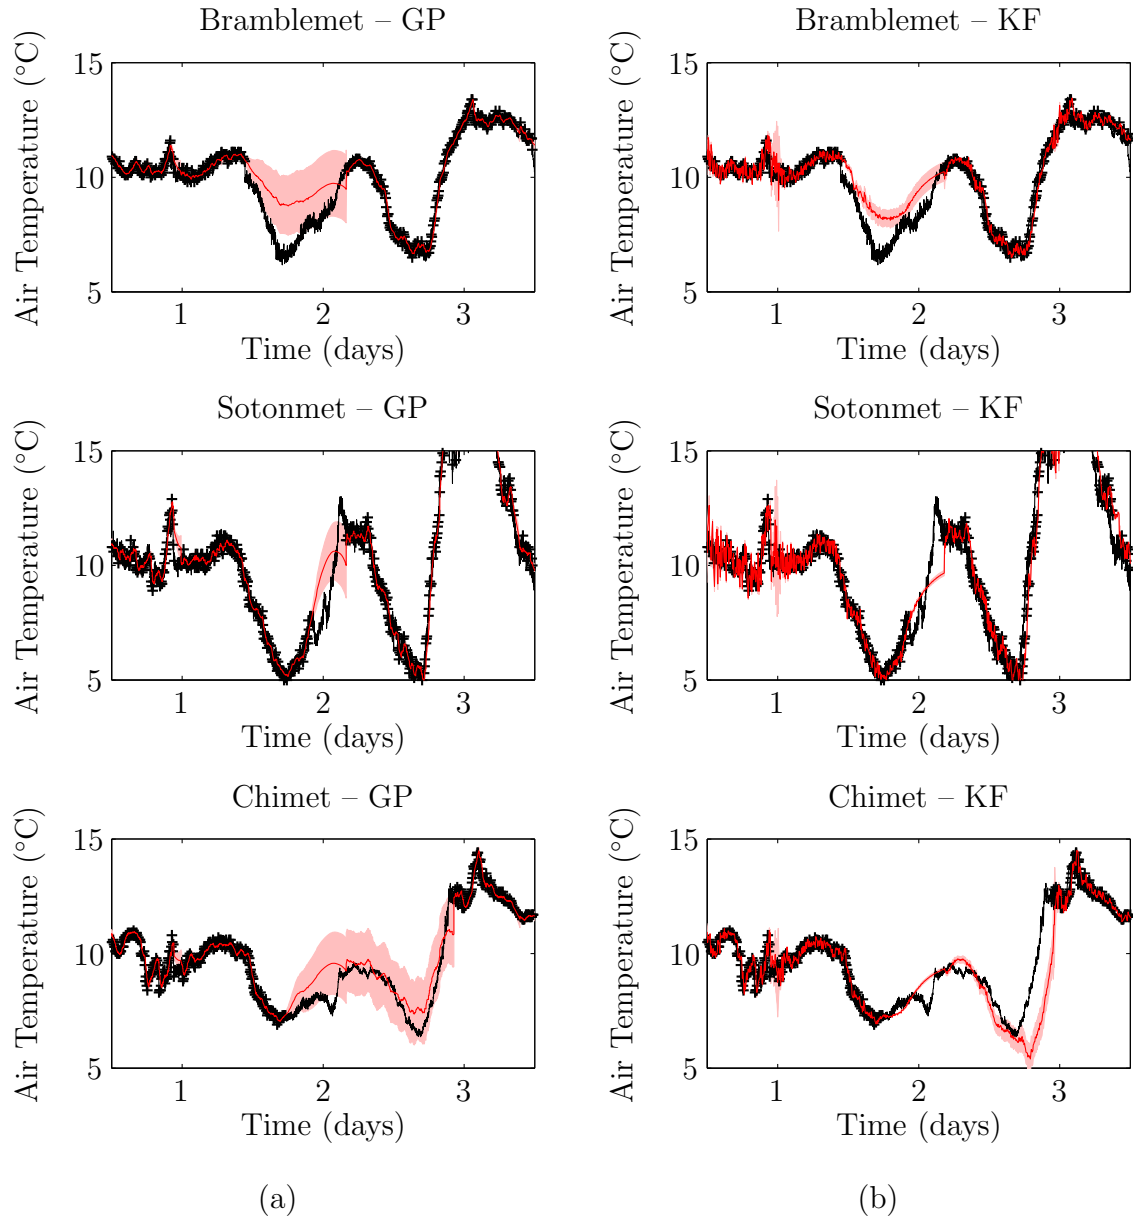 Bramblemet – GP
Air Temperature (°C)
15
10
5
1 2 3
Time (days)
Bramblemet – KF
Air Temperature (°C)
15
10
5
1 2 3
Time (days)
Sotonmet – GP
Air Temperature (°C)
15
10
5
1 2 3
Time (days)
Sotonmet – KF
Air Temperature (°C)
15
10
5
1 2 3
Time (days)
Chimet – GP
Air Temperature (°C)
15
10
5
1 2 3
Time (days)
Chimet – KF
Air Temperature (°C)
15
10
5
1 2 3
Time (days)
(a)
(b)